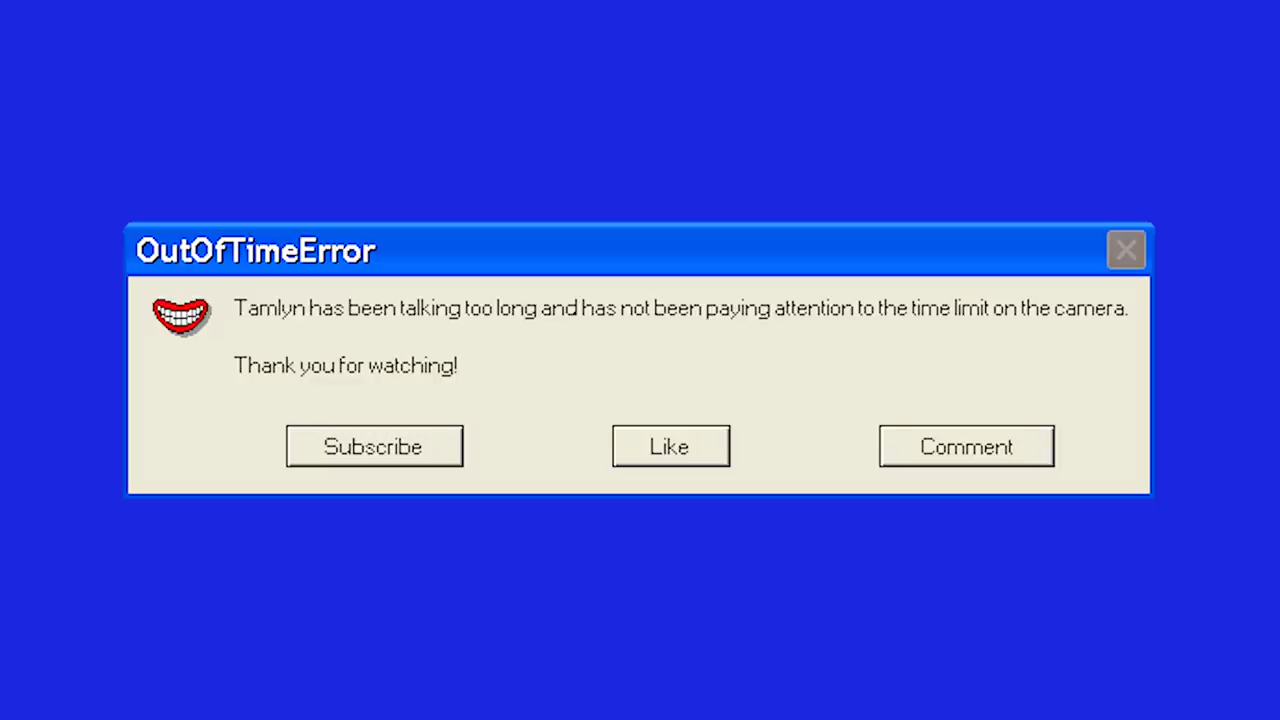 OutOfTimeError
Tamlyn has been talking too long and has not been paying attention to the time limit on the camera.
Thank you for watching!
Subscribe
Like
Comment